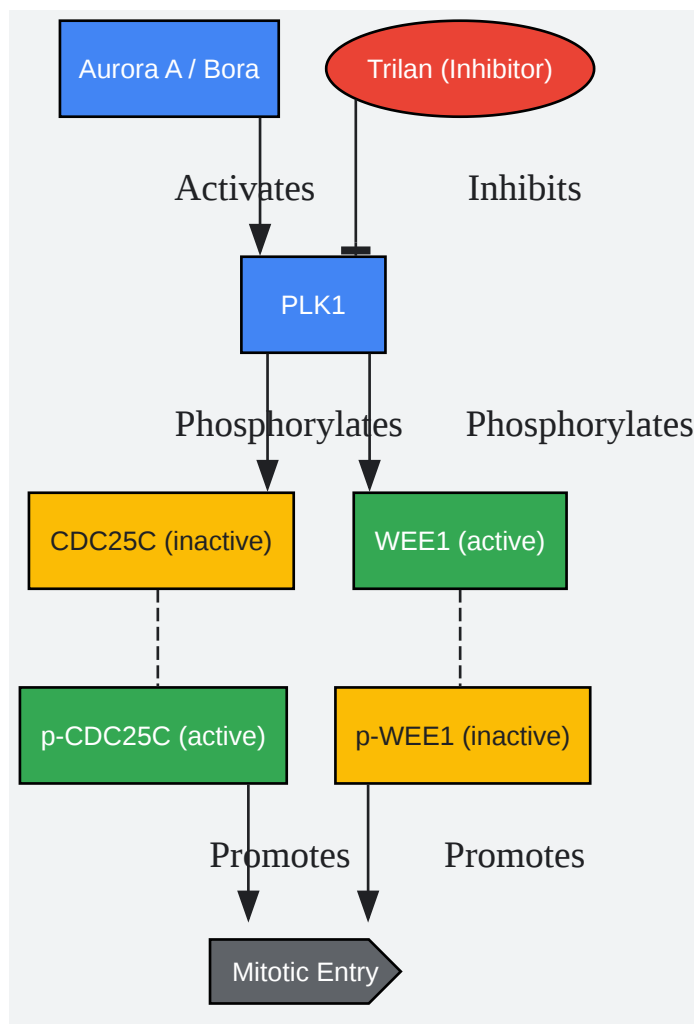 Aurora A / Bora
Trilan (Inhibitor)
Activates
Inhibits
PLK1
Phosphorylates
Phosphorylates
CDC25C (inactive)
WEE1 (active)
p-CDC25C (active)
p-WEE1 (inactive)
Promotes
Promotes
Mitotic Entry